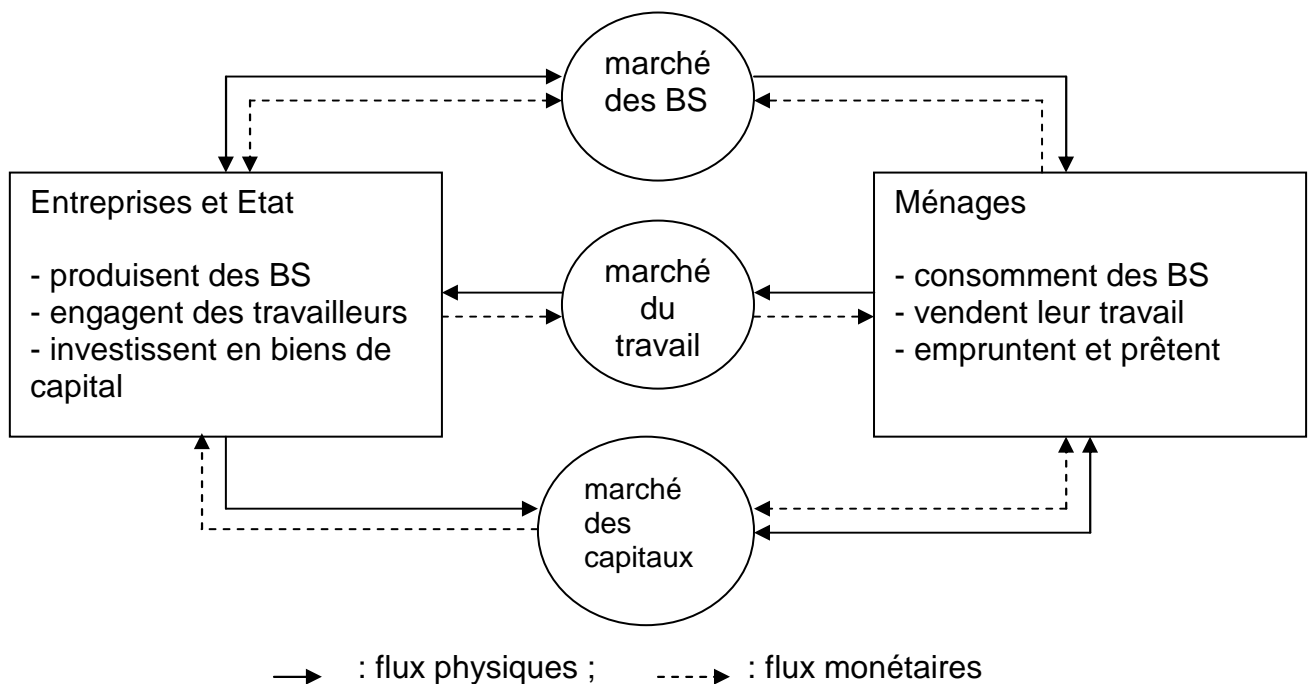 marché
des BS
Entreprises et Etat
- produisent des BS
- engagent des travailleurs
- investissent en biens de
capital
marché
du
travail
Ménages
- consomment des BS
- vendent leur travail
- empruntent et prêtent
marché
des
capitaux
: flux physiques ; : flux monétaires